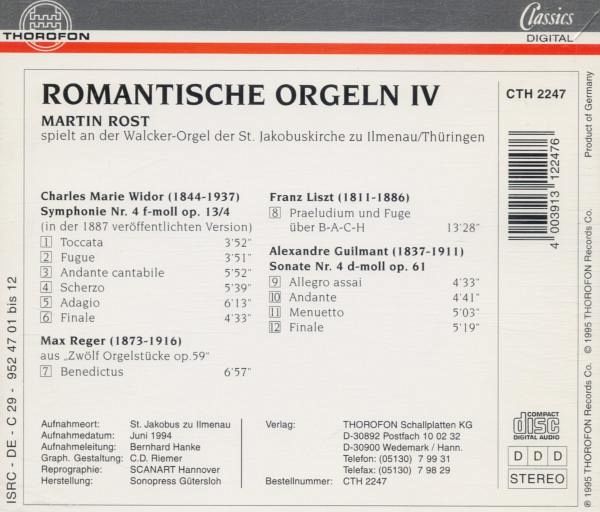 THOROFON
Classics
DIGITAL
ROMANTISCHE ORGELN IV
CTH 2247
MARTIN ROST
spielt an der Walcker-Orgel der St. Jakobuskirche zu Ilmenau/Thüringen
Charles Marie Widor (1844-1937)
Symphonie Nr. 4 f-moll op. 13/4
(in der 1887 veröffentlichten Version)
1 Toccata 3'52"
2 Fugue 3'51"
3 Andante cantabile 5'52"
4 Scherzo 5'39"
5 Adagio 6'13"
6 Finale 4'33"
Max Reger (1873-1916)
aus „Zwölf Orgelstücke op.59"
7 Benedictus 6'57"
Franz Liszt (1811-1886)
8 Praeludium und Fuge
über B-A-C-H 13'28"
Alexandre Guilmant (1837-1911)
Sonate Nr. 4 d-moll op. 61
9 Allegro assai 4'33"
10 Andante 4'41"
11 Menuetto 5'03"
12 Finale 5'19"
Aufnahmeort: St. Jakobus zu Ilmenau
Aufnahmedatum: Juni 1994
Aufnahmeleitung: Bernhard Hanke
Graph. Gestaltung: C.D. Riemer
Reprographie: SCANART Hannover
Herstellung: Sonopress Gütersloh
Verlag: THOROFON Schallplatten KG
D-30892 Postfach 10 02 32
D-30900 Wedemark / Hann.
Telefon: (05130) 7 99 31
Telefax: (05130) 7 98 29
Bestellnummer: CTH 2247
4 003913 122476
COMPACT
disc
DIGITAL AUDIO
D D D
STEREO
ISRC - DE - C 29 - 952 47 01 bis 12
℗ 1995 THOROFON Records Co. © 1995 THOROFON Records Co. Product of Germany